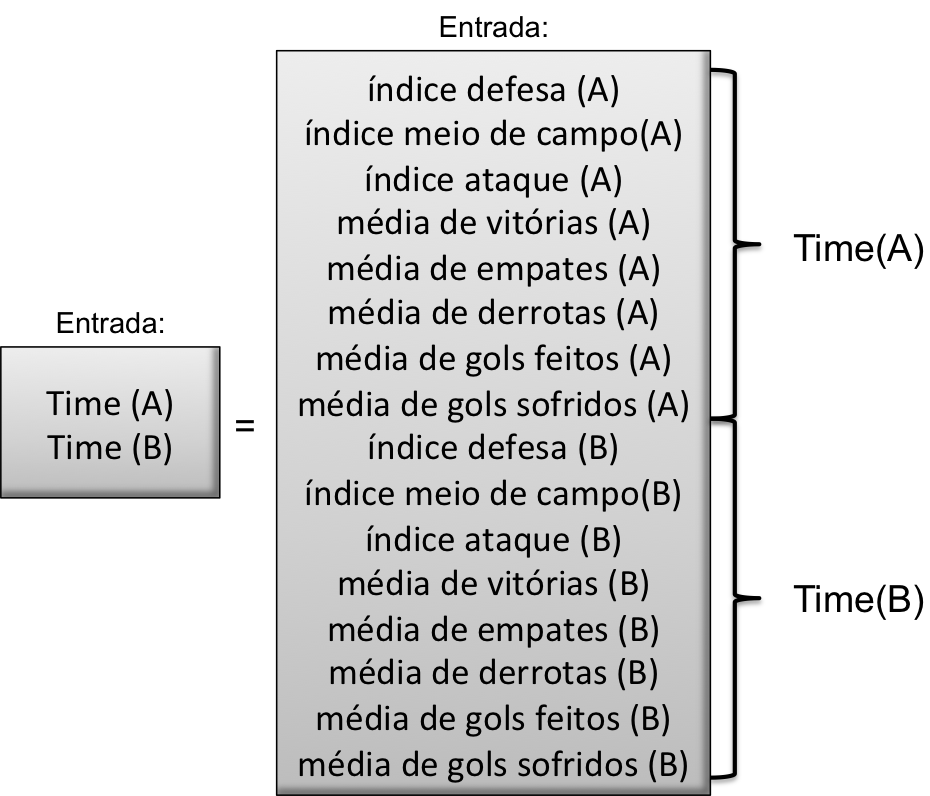 Entrada:
índice defesa (A)
índice meio de campo(A)
índice ataque (A)
média de vitórias (A)
média de empates (A)
média de derrotas (A)
média de gols feitos (A)
média de gols sofridos (A)
índice defesa (B)
índice meio de campo(B)
índice ataque (B)
média de vitórias (B)
média de empates (B)
média de derrotas (B)
média de gols feitos (B)
média de gols sofridos (B)
Time(A)
Time(B)
Entrada:
Time (A)
Time (B)
=